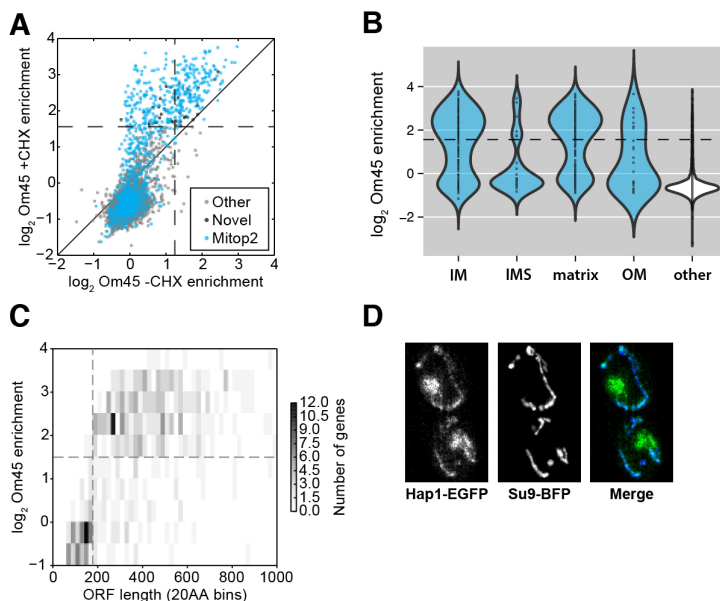 A
log2 Om45 +CHX enrichment
4
3
2
1
0
−1
−2
−2 −1 0 1 2 3 4
log2 Om45 -CHX enrichment
Other
Novel
Mitop2
B
log2 Om45 enrichment
4
2
0
−2
IM IMS matrix OM other
C
log2 Om45 enrichment
4
3
2
1
0
−1
0 200 400 600 800 1000
ORF length (20AA bins)
12.0
10.5
9.0
7.5
6.0
4.5
3.0
1.5
0.0
Number of genes
D
Hap1-EGFP Su9-BFP Merge